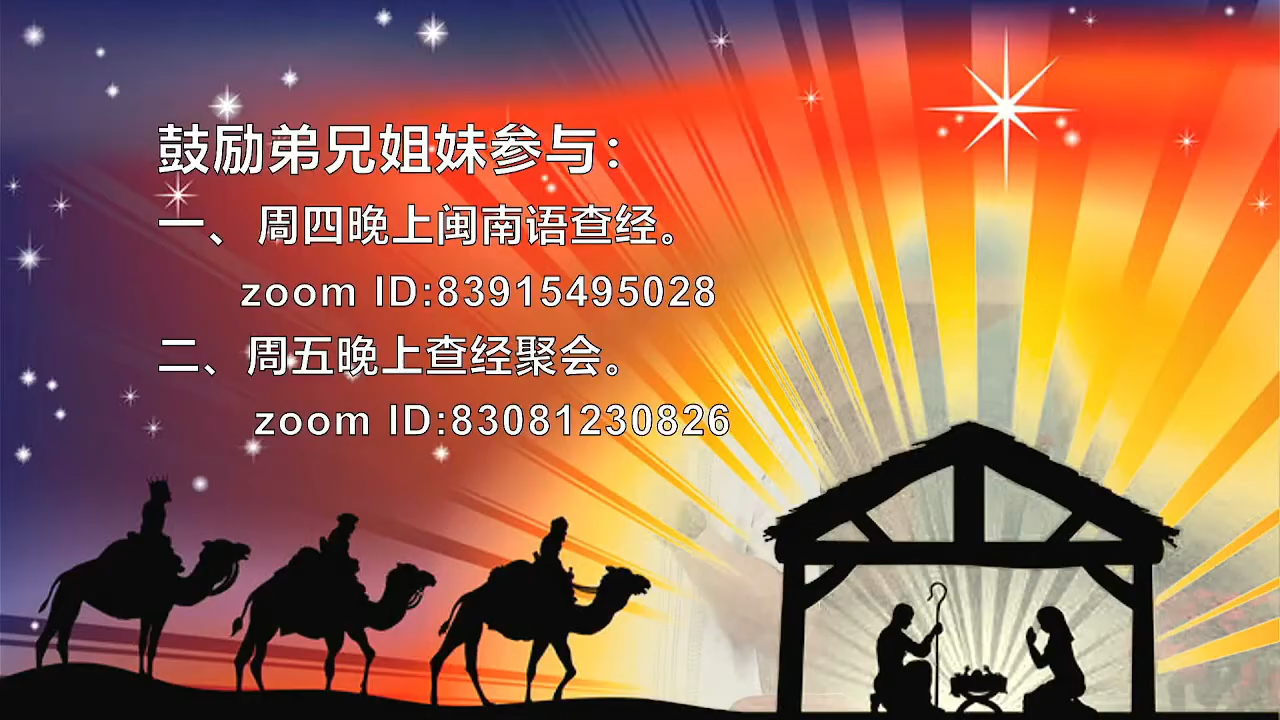 鼓励弟兄姐妹参与：
一、 周四晚上闽南语查经。
zoom ID:83915495028
二、周五晚上查经聚会。
zoom ID:83081230826